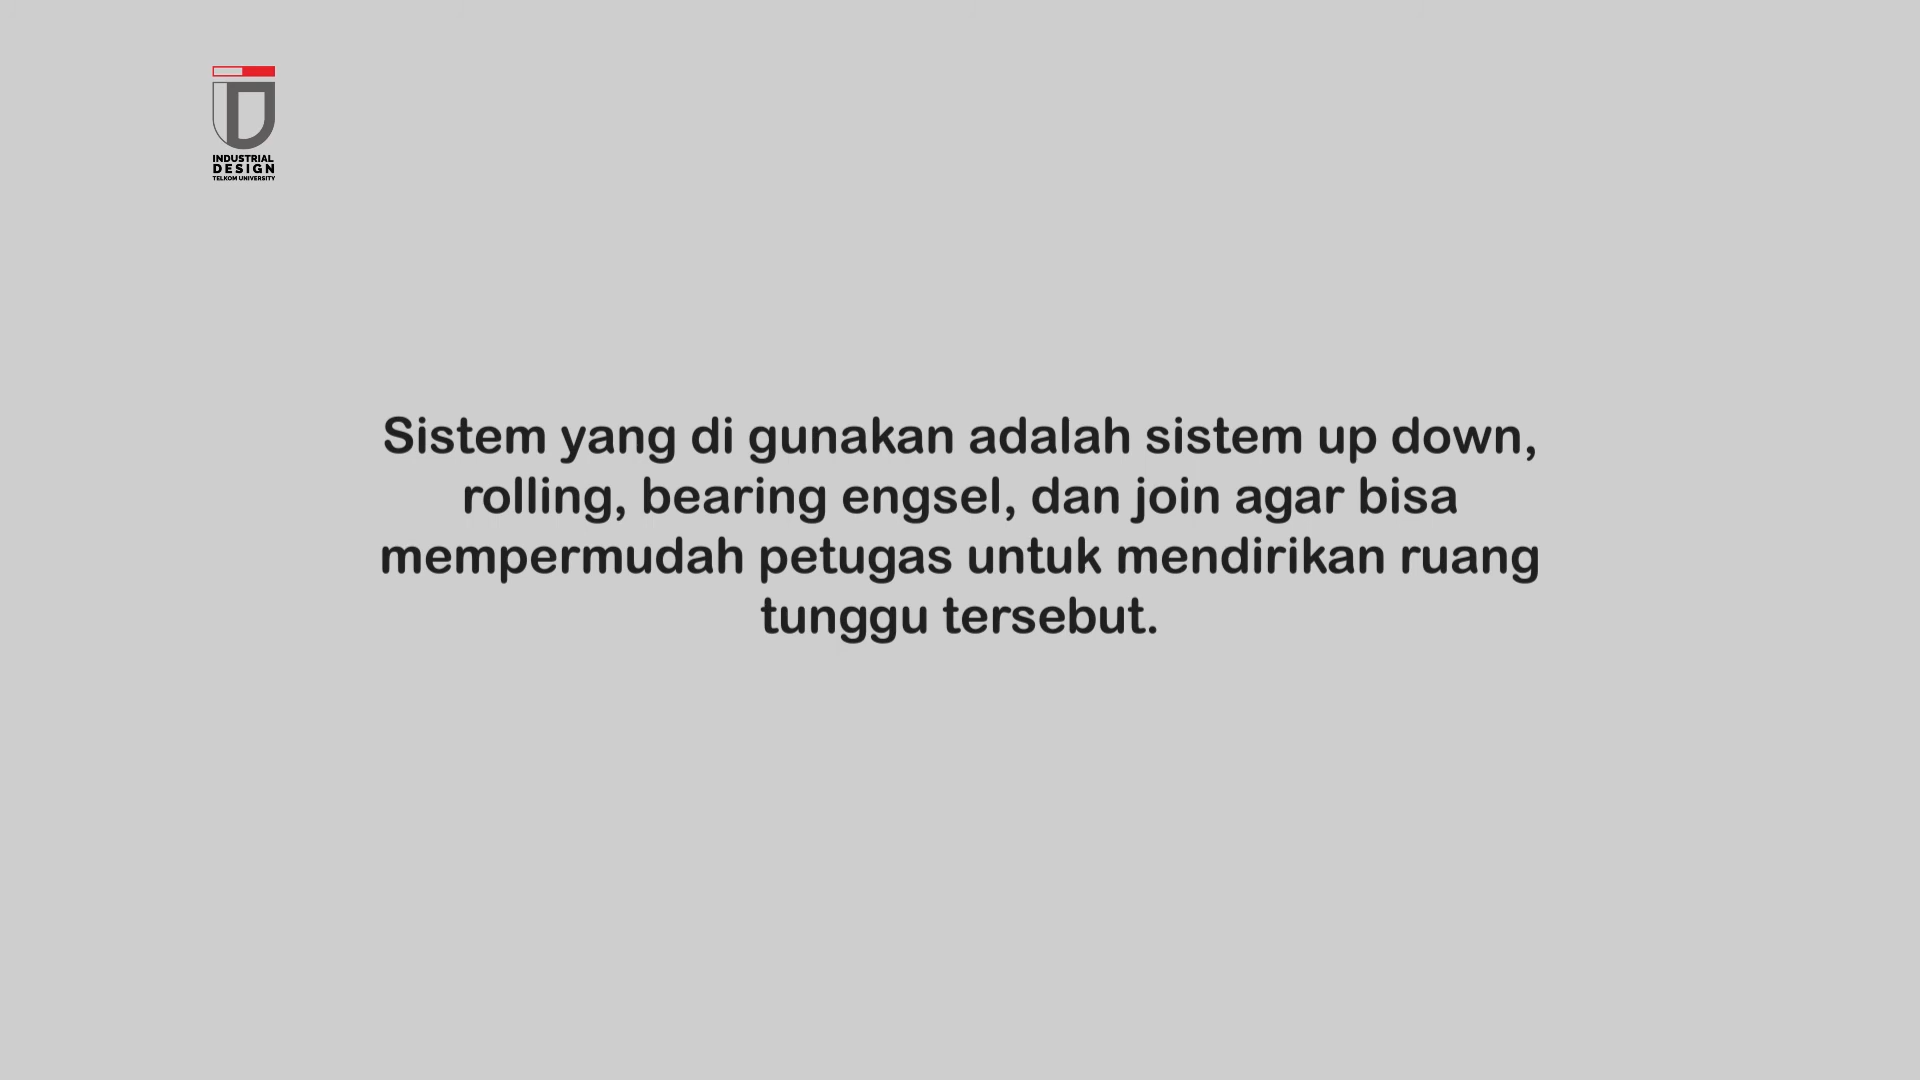 INDUSTRIAL
DESIGN
TELKOM UNIVERSITY
Sistem yang di gunakan adalah sistem up down,
rolling, bearing engsel, dan join agar bisa
mempermudah petugas untuk mendirikan ruang
tunggu tersebut.